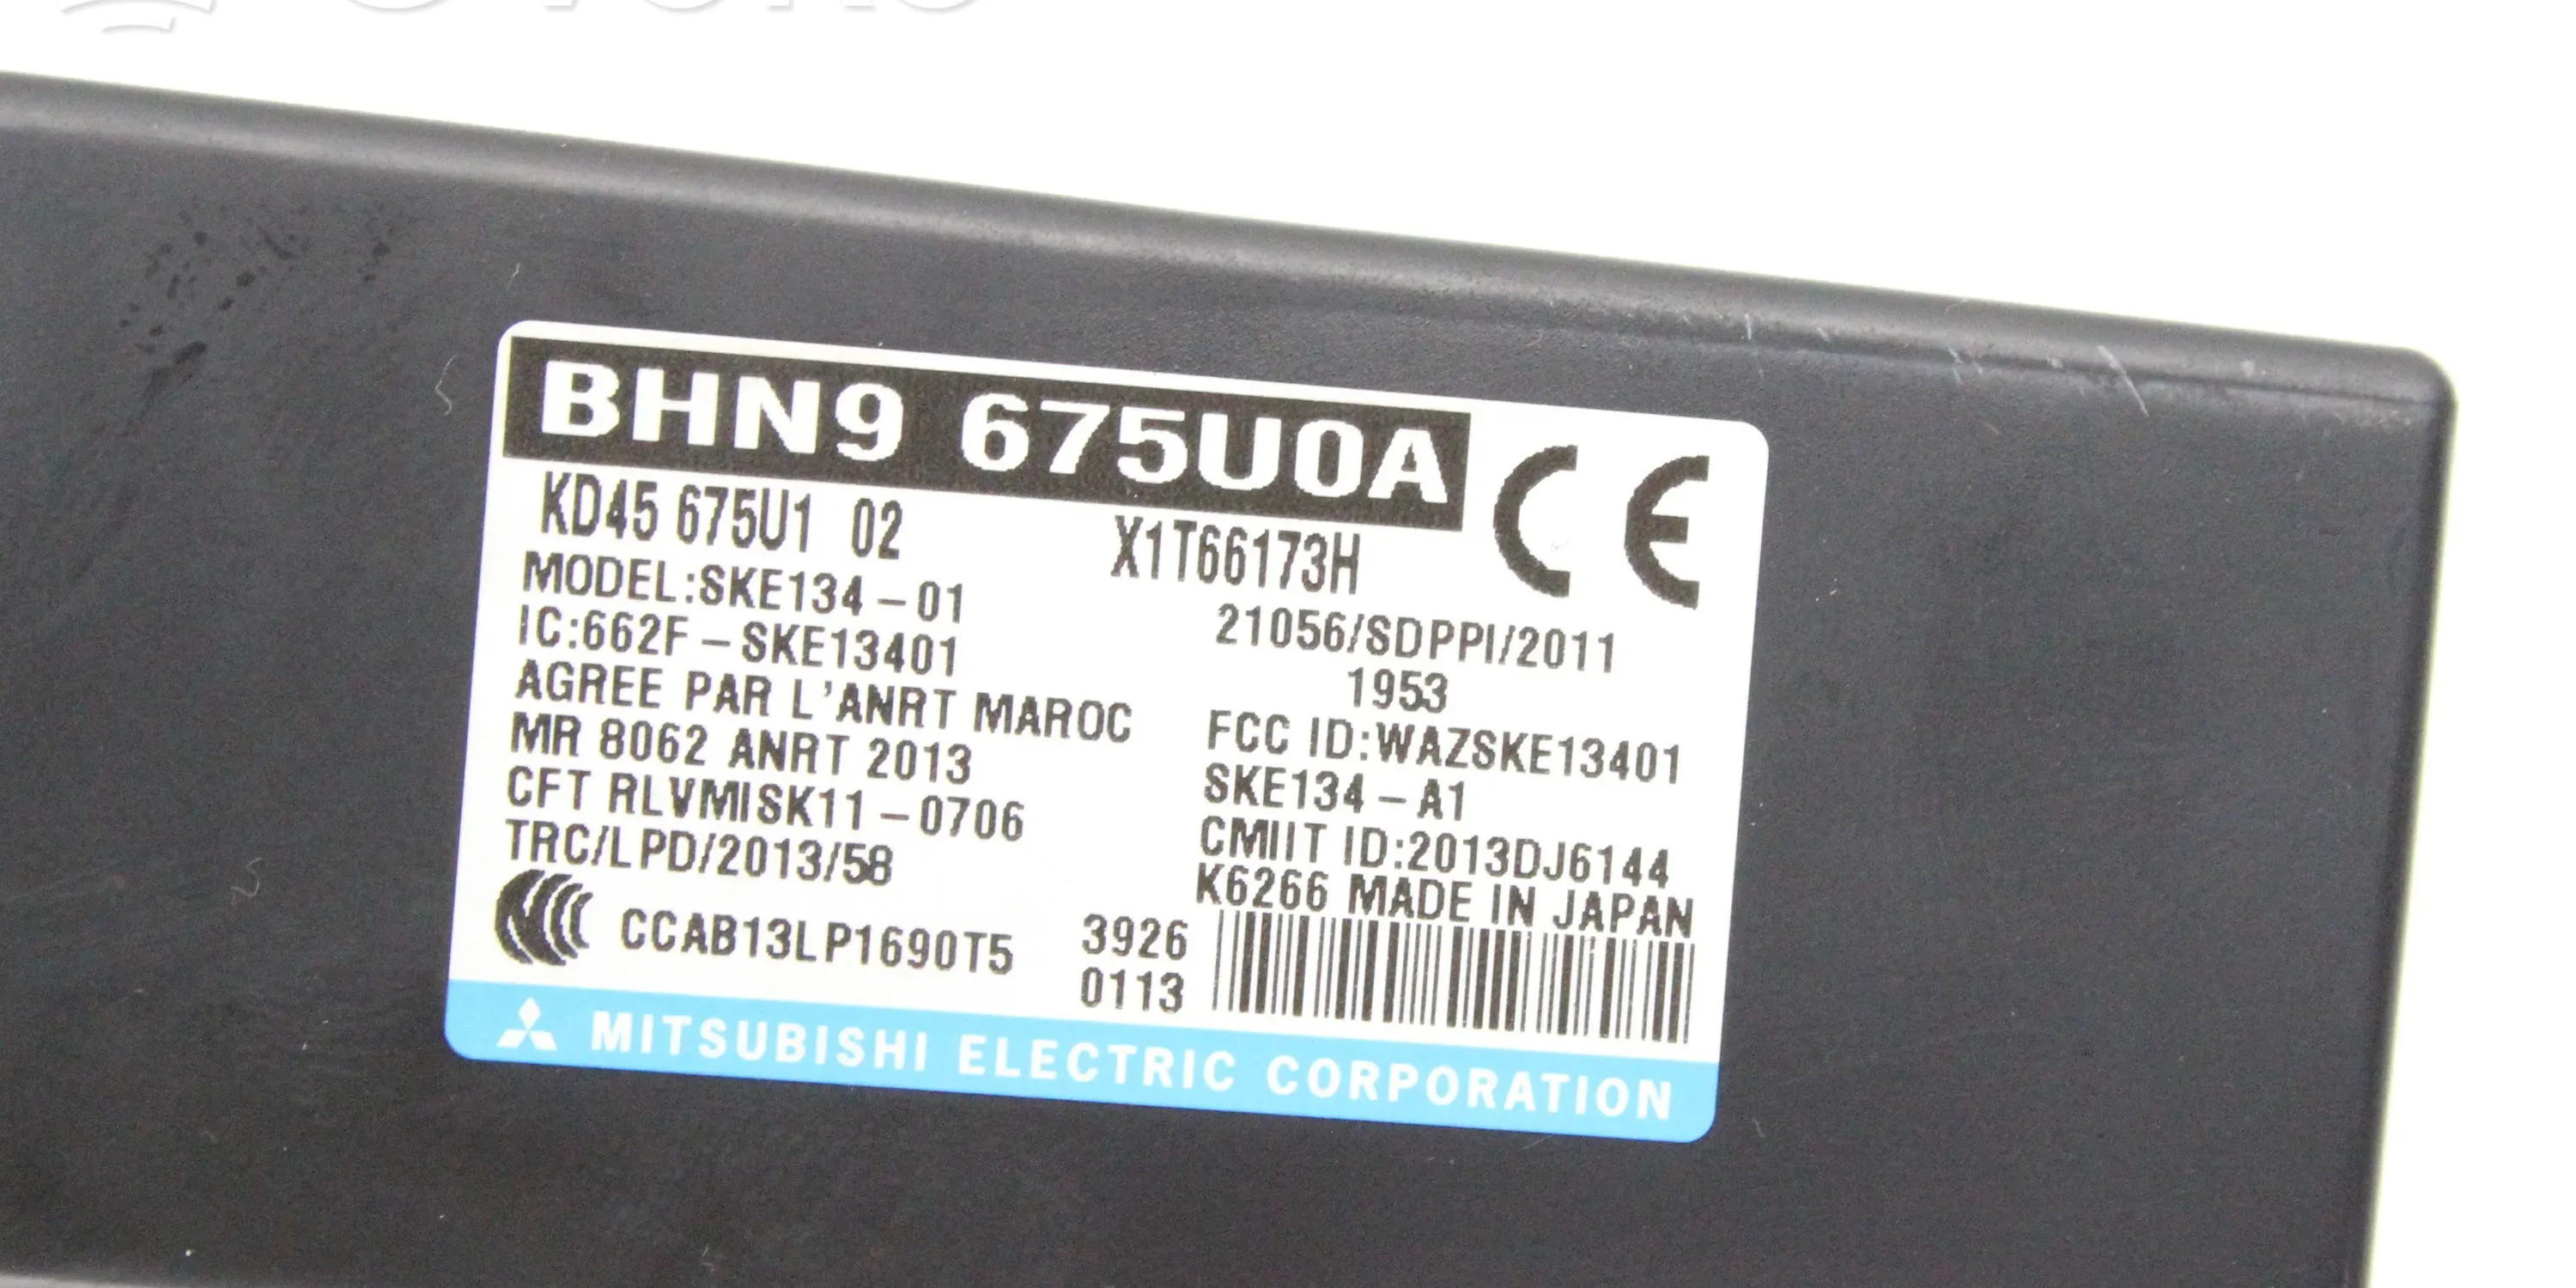 BHN9 675U0A
KD45 675U1 02 X1T66173H
MODEL:SKE134-01
21056/SDPPI/2011
IC:662F-SKE13401
1953
AGREE PAR L'ANRT MAROC
FCC ID:WAZSKE13401
MR 8062 ANRT 2013
SKE134-A1
CFT RLVMISK11-0706
CMIIT ID:2013DJ6144
TRC/LPD/2013/58
K6266 MADE IN JAPAN
CCAB13LP1690T5
3926
0113
MITSUBISHI ELECTRIC CORPORATION